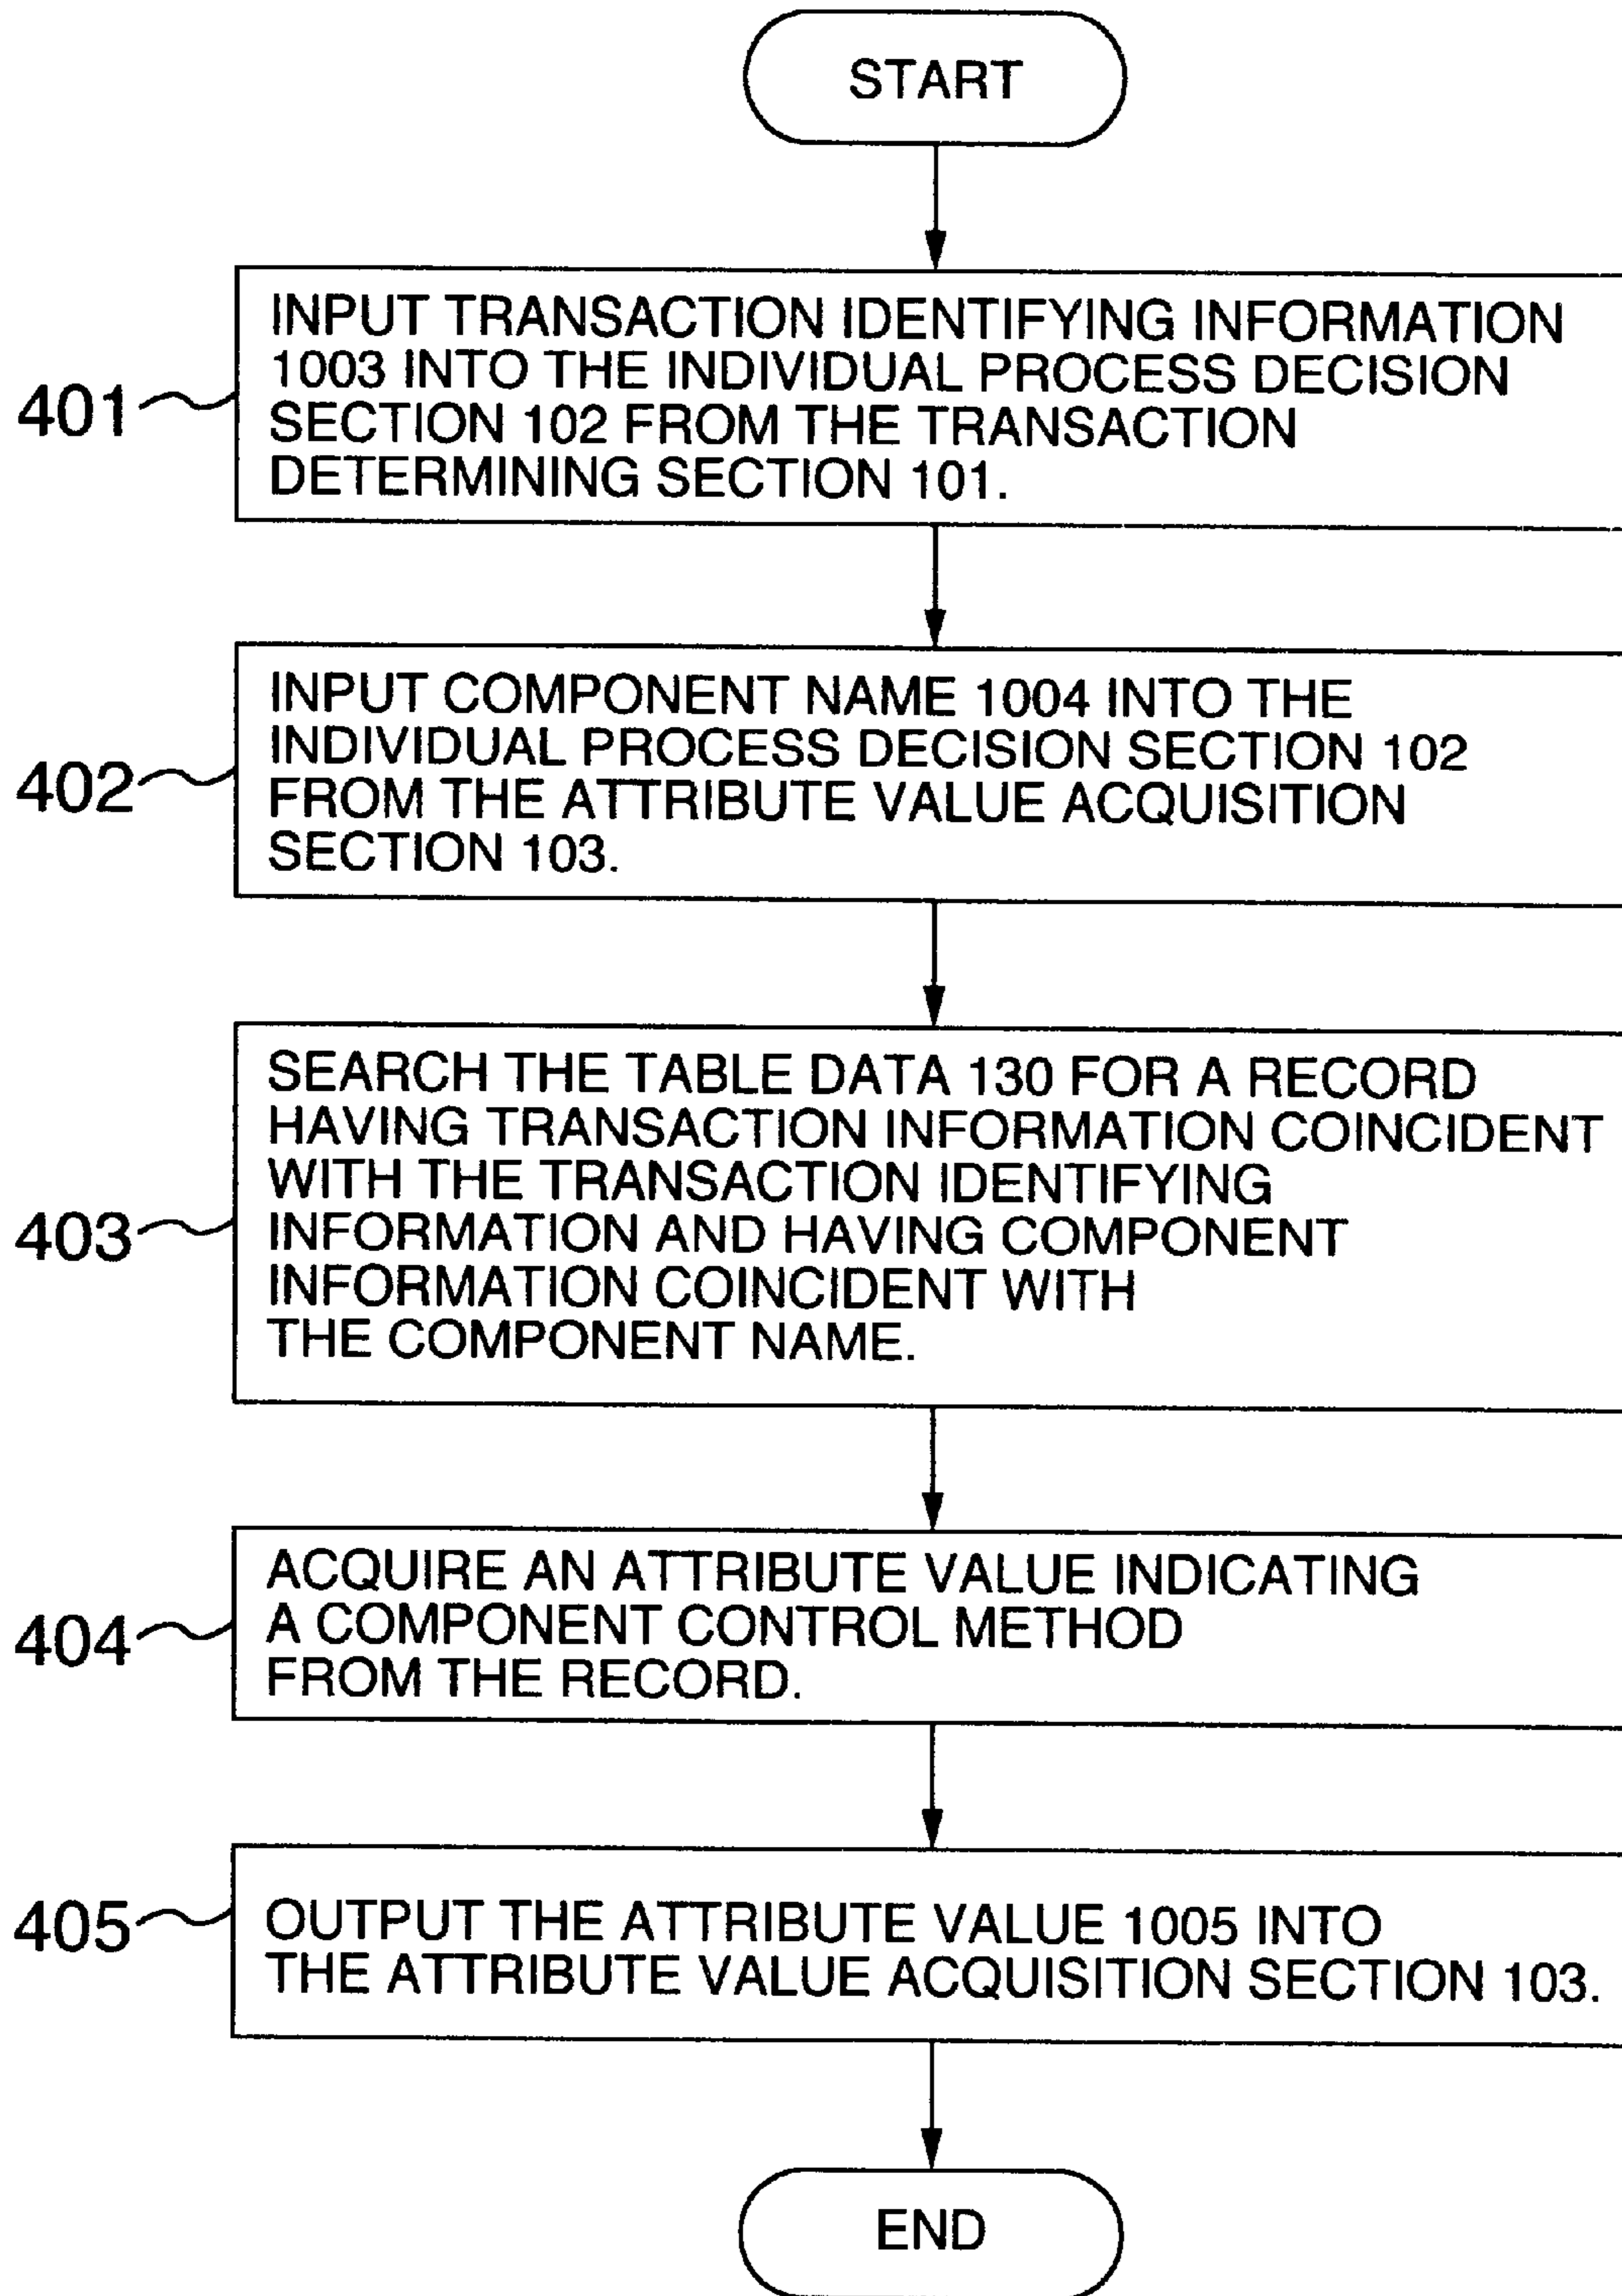 START
401
INPUT TRANSACTION IDENTIFYING INFORMATION
1003 INTO THE INDIVIDUAL PROCESS DECISION
SECTION 102 FROM THE TRANSACTION
DETERMINING SECTION 101.
402
INPUT COMPONENT NAME 1004 INTO THE
INDIVIDUAL PROCESS DECISION SECTION 102
FROM THE ATTRIBUTE VALUE ACQUISITION
SECTION 103.
403
SEARCH THE TABLE DATA 130 FOR A RECORD
HAVING TRANSACTION INFORMATION COINCIDENT
WITH THE TRANSACTION IDENTIFYING
INFORMATION AND HAVING COMPONENT
INFORMATION COINCIDENT WITH
THE COMPONENT NAME.
404
ACQUIRE AN ATTRIBUTE VALUE INDICATING
A COMPONENT CONTROL METHOD
FROM THE RECORD.
405
OUTPUT THE ATTRIBUTE VALUE 1005 INTO
THE ATTRIBUTE VALUE ACQUISITION SECTION 103.
END